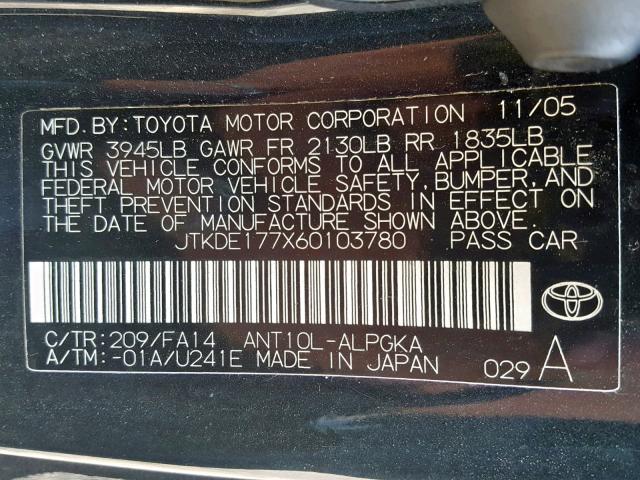 MFD.BY:TOYOTA MOTOR CORPORATION 11/05
GVWR 3945LB GAWR FR 2130LB RR 1835LB
THIS VEHICLE CONFORMS TO ALL APPLICABLE
FEDERAL MOTOR VEHICLE SAFETY,BUMPER,AND
THEFT PREVENTION STANDARDS IN EFFECT ON
THE DATE OF MANUFACTURE SHOWN ABOVE.
JTKDE177X60103780 PASS CAR
C/TR:209/FA14 ANT10L-ALPGKA
A/TM:-01A/U241E MADE IN JAPAN 029 A